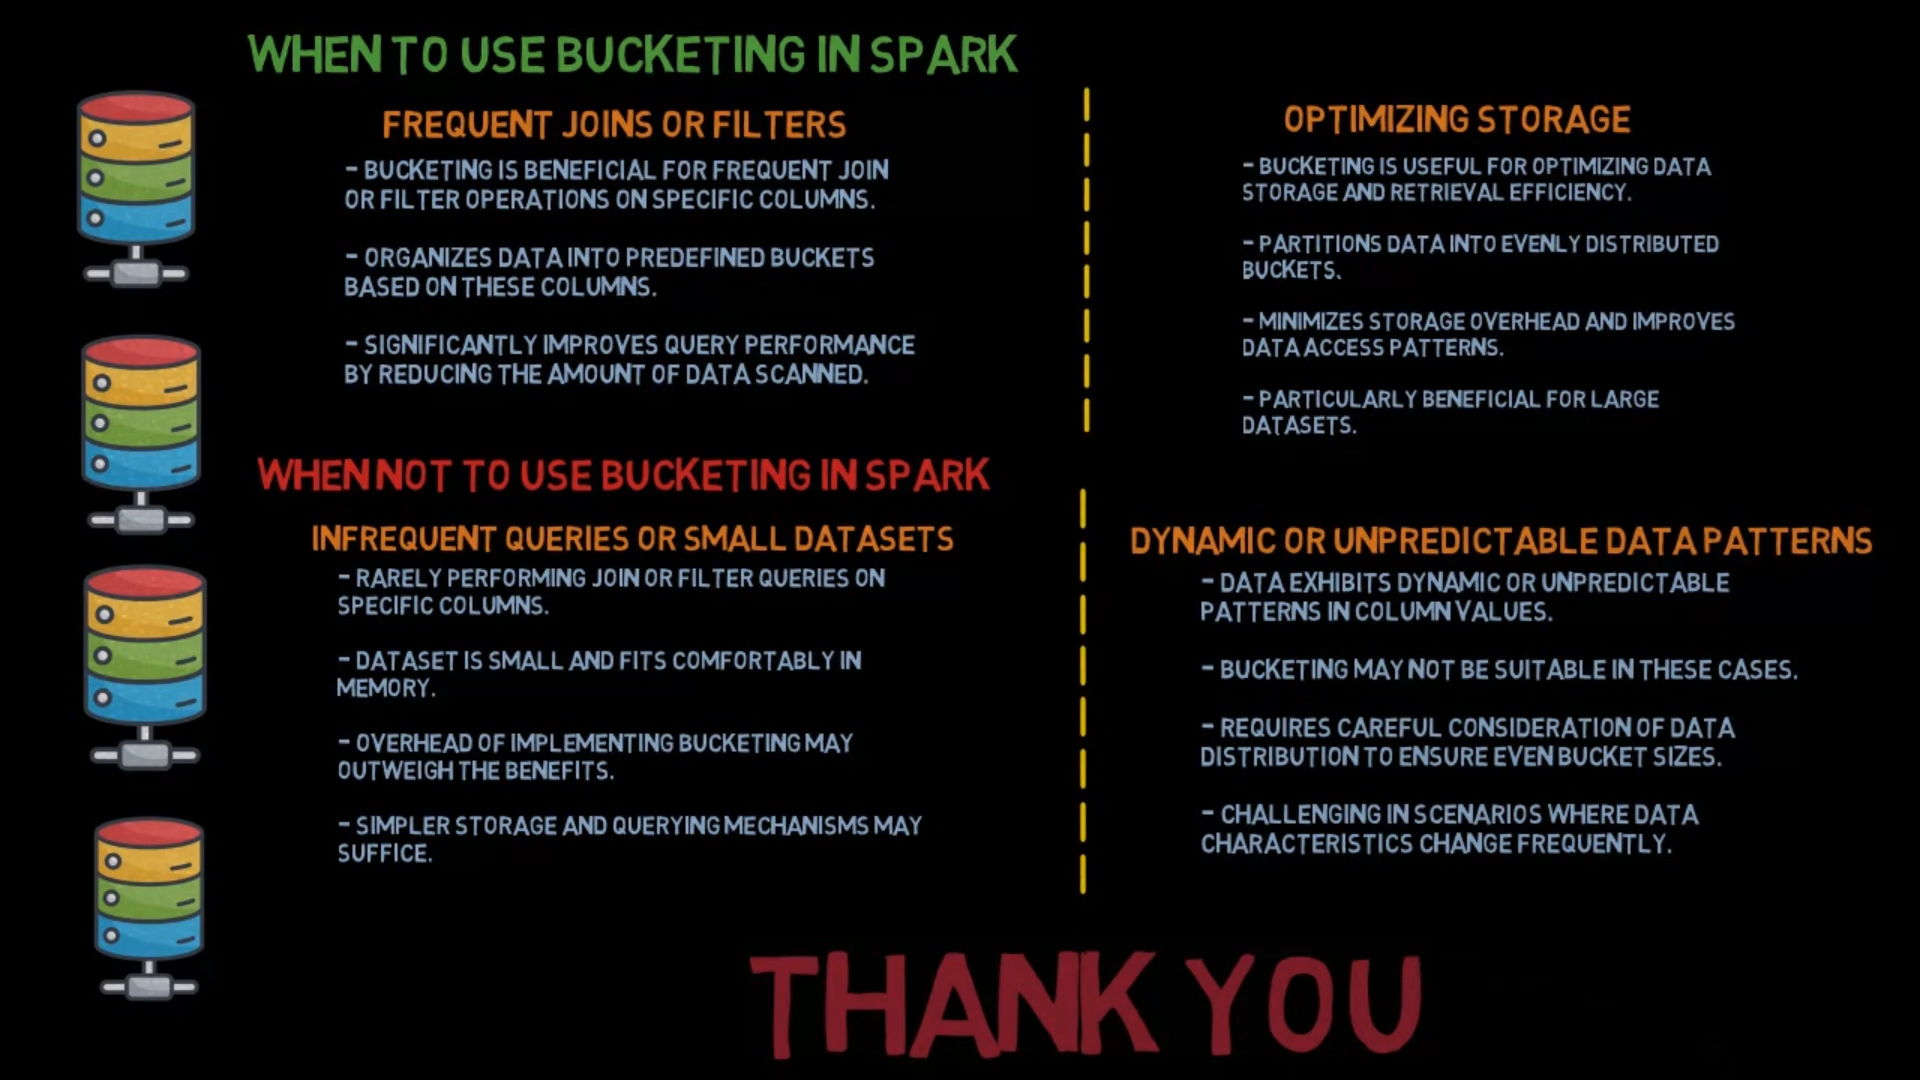 WHEN TO USE BUCKETING IN SPARK
FREQUENT JOINS OR FILTERS
- BUCKETING IS BENEFICIAL FOR FREQUENT JOIN
OR FILTER OPERATIONS ON SPECIFIC COLUMNS.
- ORGANIZES DATA INTO PREDEFINED BUCKETS
BASED ON THESE COLUMNS.
- SIGNIFICANTLY IMPROVES QUERY PERFORMANCE
BY REDUCING THE AMOUNT OF DATA SCANNED.
OPTIMIZING STORAGE
- BUCKETING IS USEFUL FOR OPTIMIZING DATA
STORAGE AND RETRIEVAL EFFICIENCY.
- PARTITIONS DATA INTO EVENLY DISTRIBUTED
BUCKETS.
- MINIMIZES STORAGE OVERHEAD AND IMPROVES
DATA ACCESS PATTERNS.
- PARTICULARLY BENEFICIAL FOR LARGE
DATASETS.
WHEN NOT TO USE BUCKETING IN SPARK
INFREQUENT QUERIES OR SMALL DATASETS
- RARELY PERFORMING JOIN OR FILTER QUERIES ON
SPECIFIC COLUMNS.
- DATASET IS SMALL AND FITS COMFORTABLY IN
MEMORY.
- OVERHEAD OF IMPLEMENTING BUCKETING MAY
OUTWEIGH THE BENEFITS.
- SIMPLER STORAGE AND QUERYING MECHANISMS MAY
SUFFICE.
DYNAMIC OR UNPREDICTABLE DATA PATTERNS
- DATA EXHIBITS DYNAMIC OR UNPREDICTABLE
PATTERNS IN COLUMN VALUES.
- BUCKETING MAY NOT BE SUITABLE IN THESE CASES.
- REQUIRES CAREFUL CONSIDERATION OF DATA
DISTRIBUTION TO ENSURE EVEN BUCKET SIZES.
- CHALLENGING IN SCENARIOS WHERE DATA
CHARACTERISTICS CHANGE FREQUENTLY.
THANK YOU